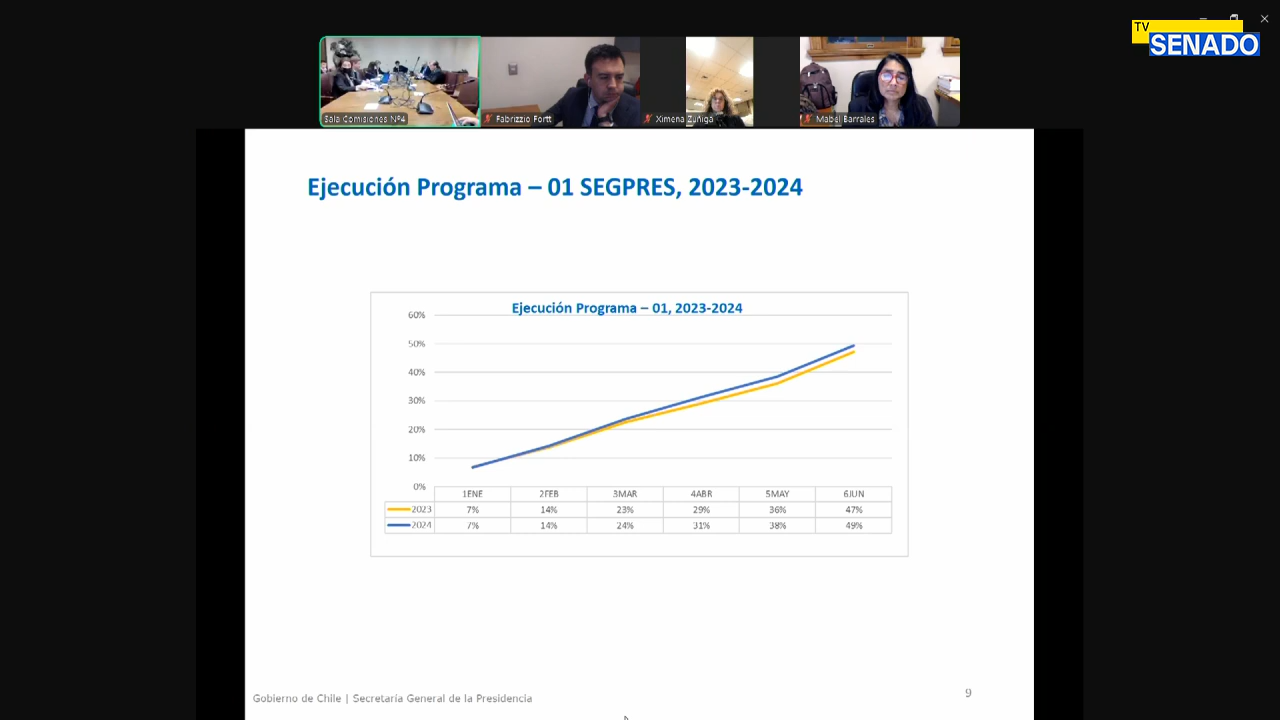 TV
SENADO
Sala Comisiones Nº4
Fabrizzio Fortt
Ximena Zúñiga
Mabel Barrales
Ejecución Programa – 01 SEGPRES, 2023-2024
Ejecución Programa – 01, 2023-2024
60%
50%
40%
30%
20%
10%
0%
1ENE 2FEB 3MAR 4ABR 5MAY 6JUN
2023 7% 14% 23% 29% 36% 47%
2024 7% 14% 24% 31% 38% 49%
Gobierno de Chile | Secretaría General de la Presidencia
9